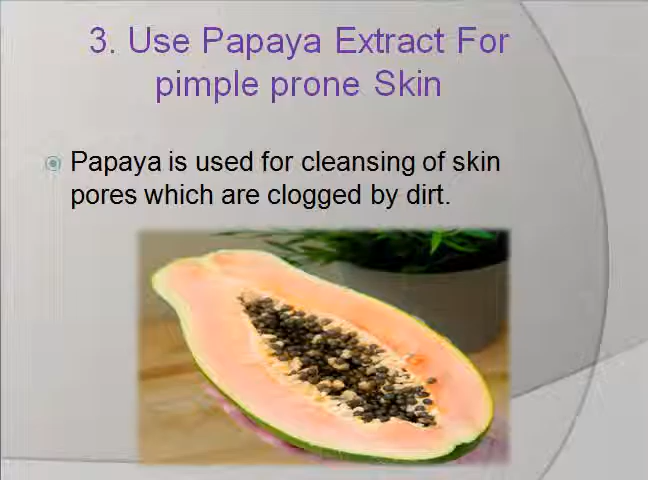 3. Use Papaya Extract For
pimple prone Skin
Papaya is used for cleansing of skin
pores which are clogged by dirt.